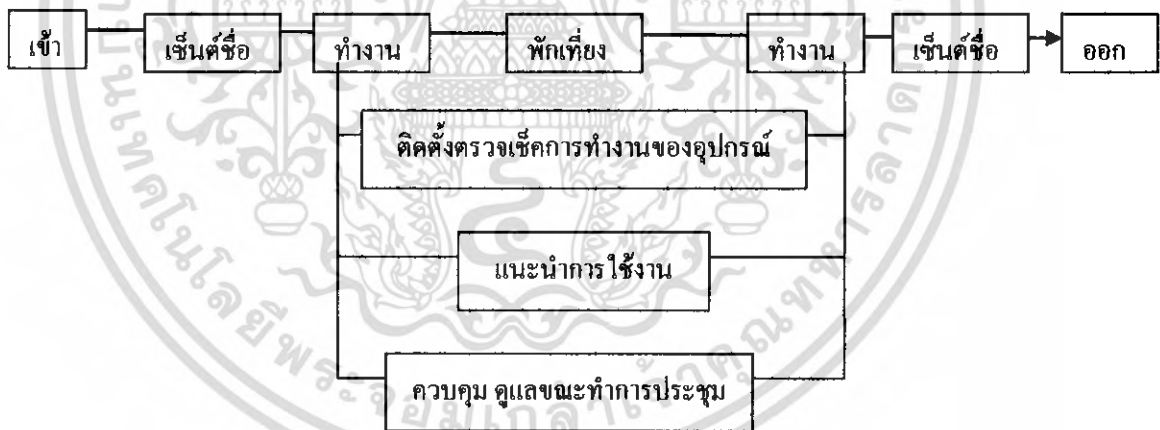 เข้า
เซ็นต์ชื่อ
ทำงาน
พักเที่ยง
ทำงาน
เซ็นต์ชื่อ
ออก
ติดตั้งตรวจเช็คการทำงานของอุปกรณ์
แนะนำการใช้งาน
ควบคุม ดูแลขณะทำการประชุม